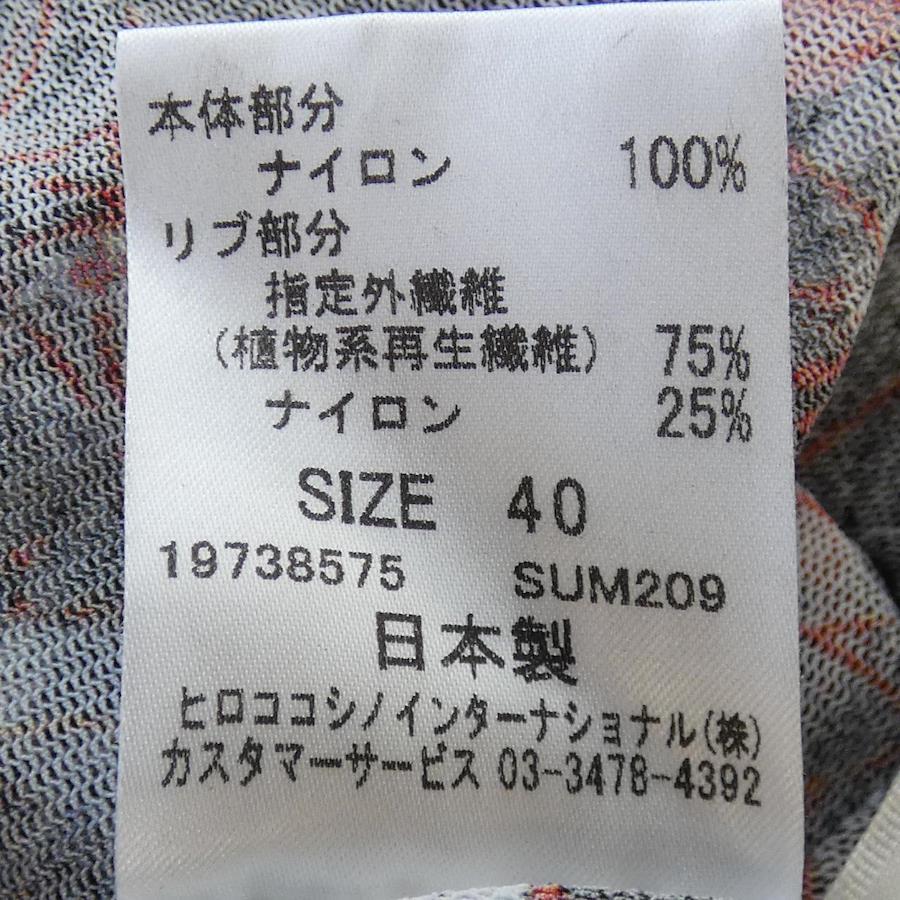 本体部分
ナイロン 100%
リブ部分
指定外繊維
(植物系再生繊維) 75%
ナイロン 25%
SIZE 40
19738575 SUM209
日本製
ヒロココシノインターナショナル(株)
カスタマーサービス 03-3478-4392